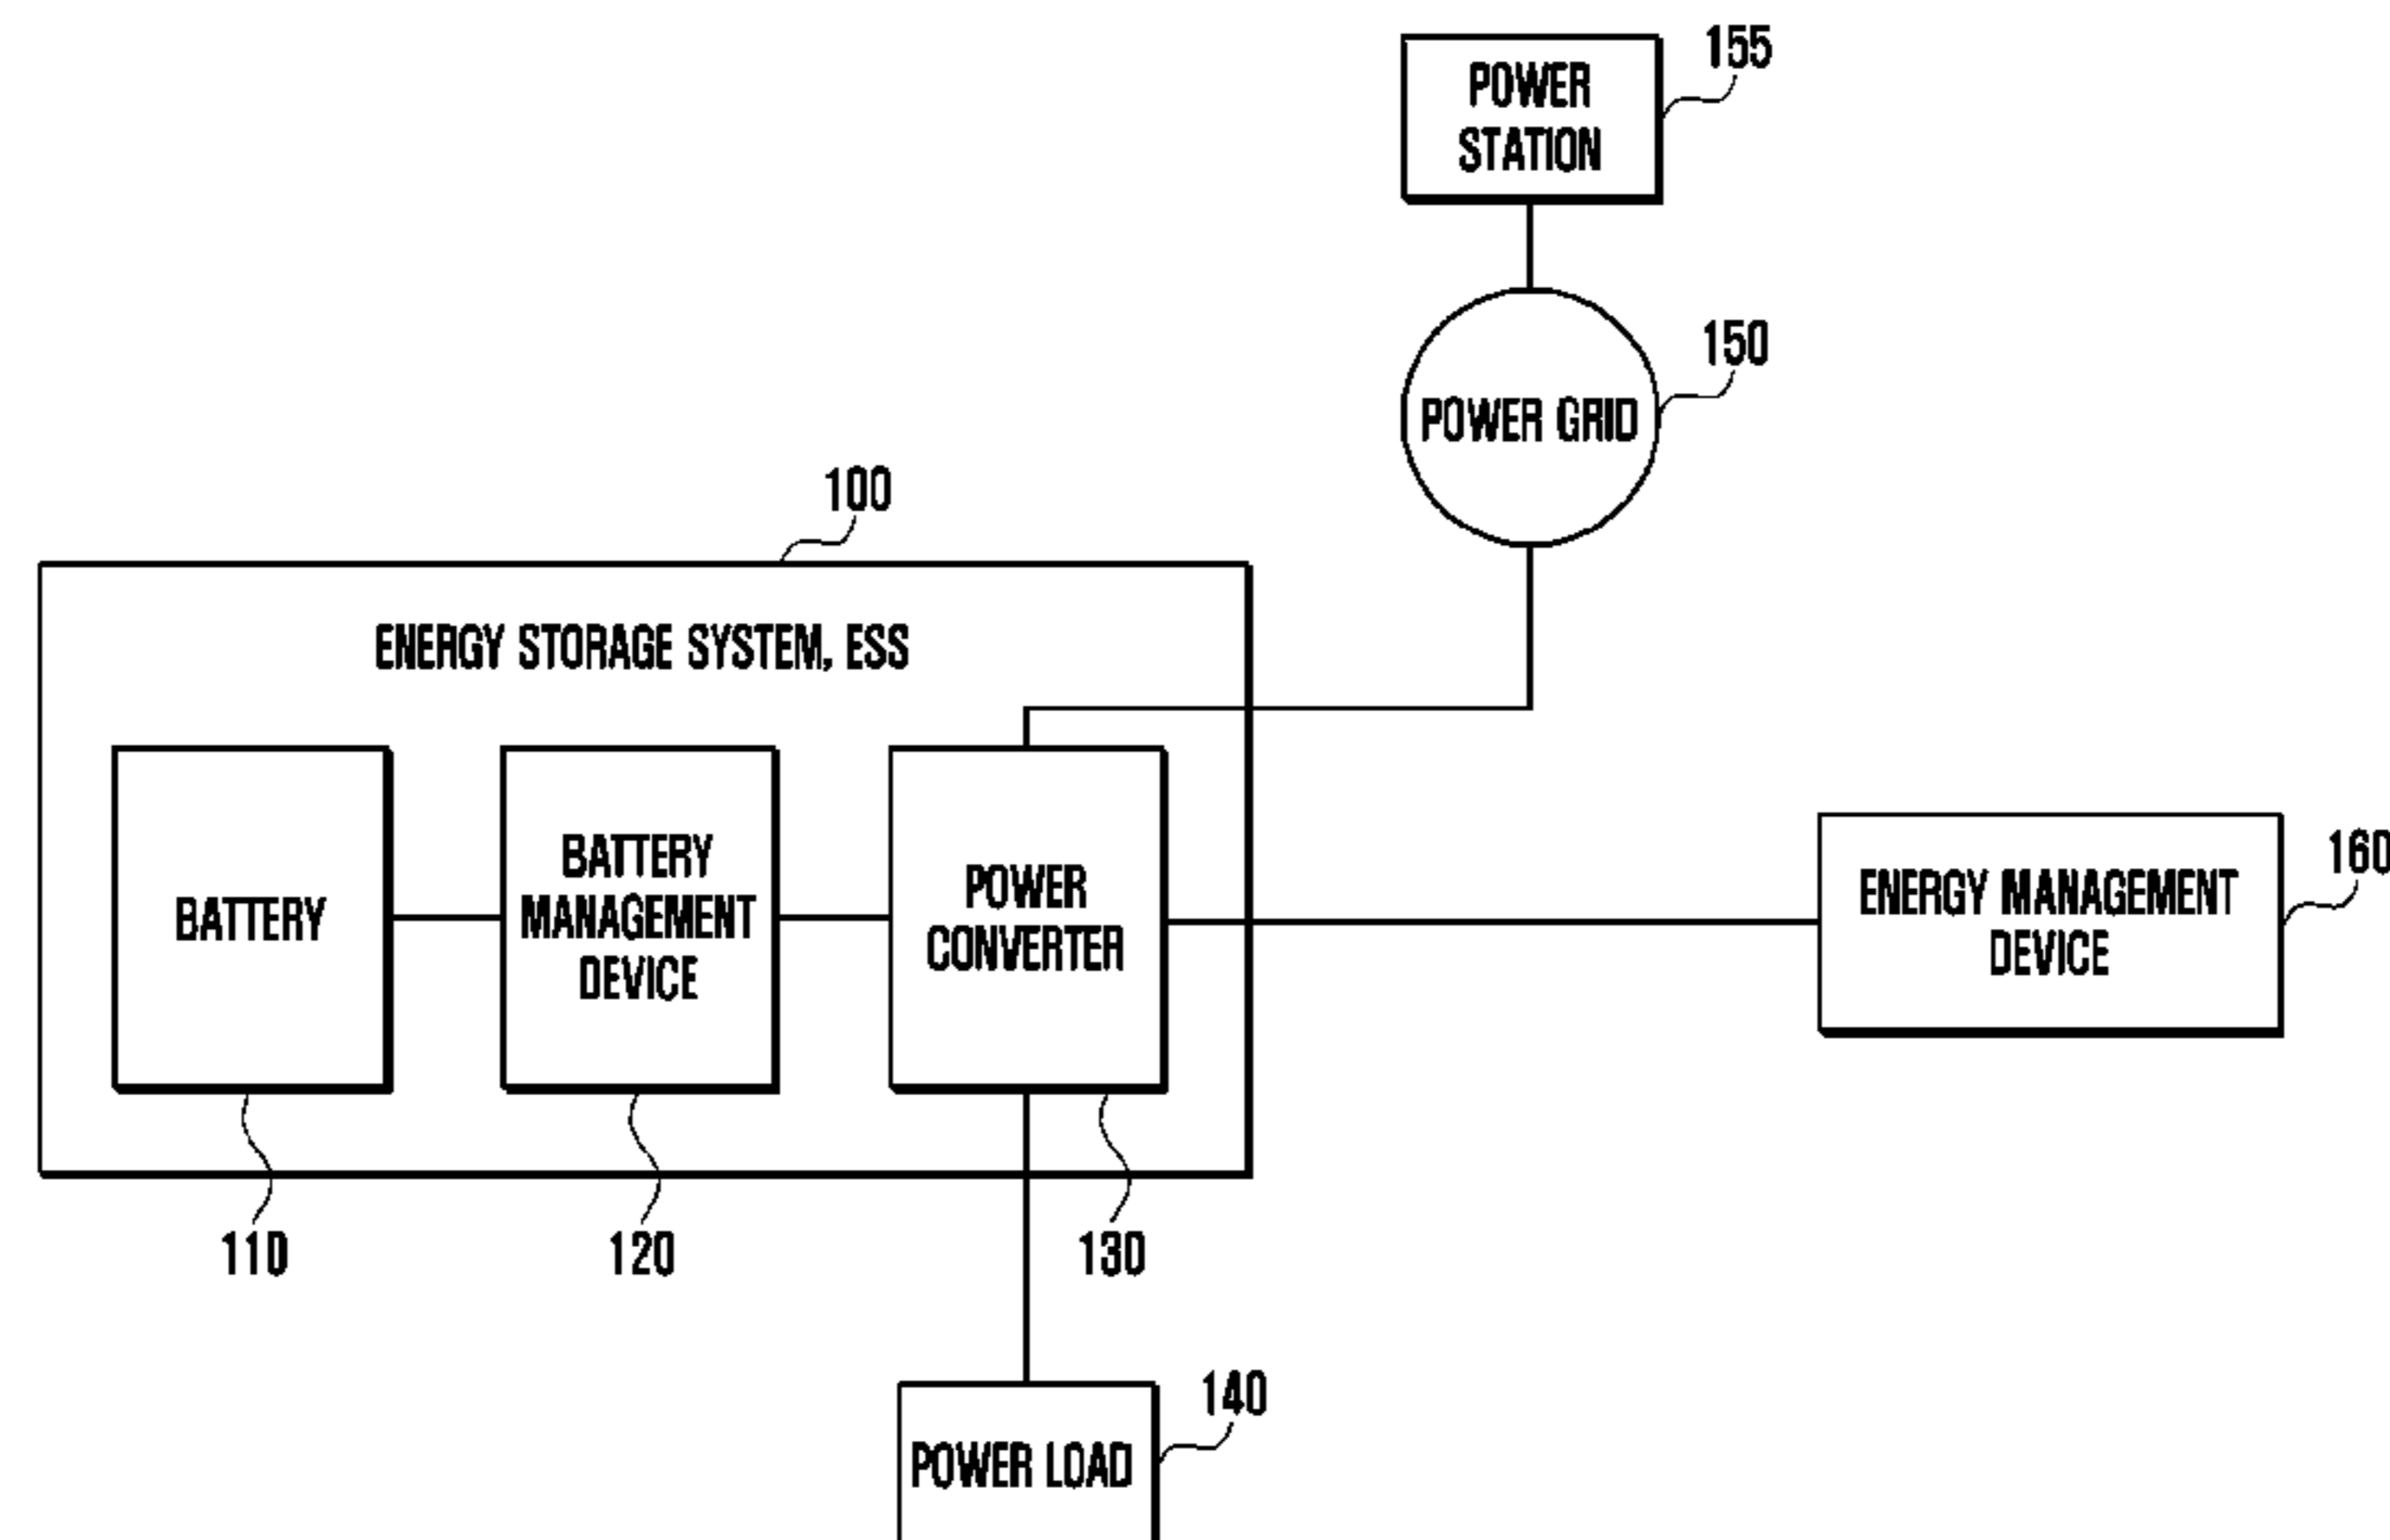 155
POWER
STATION
150
POWER GRID
100
ENERGY STORAGE SYSTEM, ESS
BATTERY
BATTERY
MANAGEMENT
DEVICE
POWER
CONVERTER
160
ENERGY MANAGEMENT
DEVICE
110
120
130
140
POWER LOAD